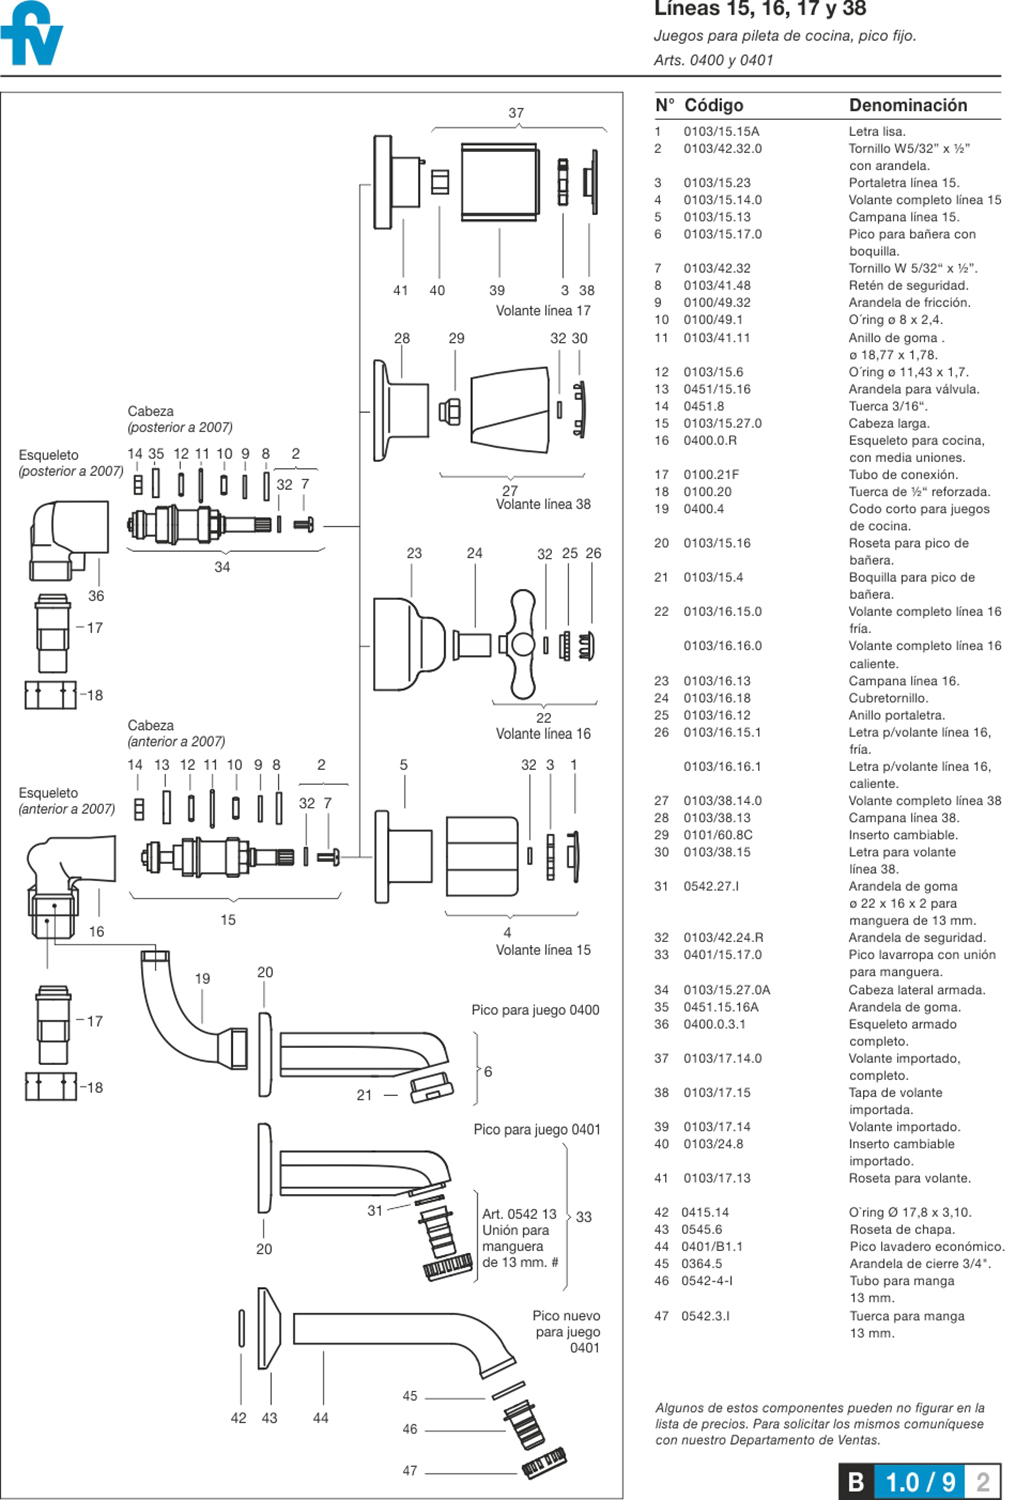 fv
Líneas 15, 16, 17 y 38
Juegos para pileta de cocina, pico fijo.
Arts. 0400 y 0401
37
41 40 39 3 38
Volante línea 17
28 29 32 30
27
Volante línea 38
Cabeza
(posterior a 2007)
Esqueleto
(posterior a 2007)
14 35 12 11 10 9 8 2
32 7
34
36
17
18
23 24 32 25 26
22
Volante línea 16
Cabeza
(anterior a 2007)
14 13 12 11 10 9 8 2
Esqueleto
(anterior a 2007)
32 7
15
16
5 32 3 1
4
Volante línea 15
17
18
19
20
Pico para juego 0400
6
21
Pico para juego 0401
31
20
Art. 0542 13
Unión para
manguera
de 13 mm. #
33
Pico nuevo
para juego
0401
42 43 44
45
46
47
N° Código Denominación
1 0103/15.15A Letra lisa.
2 0103/42.32.0 Tornillo W5/32” x ½”
con arandela.
3 0103/15.23 Portaletra línea 15.
4 0103/15.14.0 Volante completo línea 15
5 0103/15.13 Campana línea 15.
6 0103/15.17.0 Pico para bañera con
boquilla.
7 0103/42.32 Tornillo W 5/32“ x ½”.
8 0103/41.48 Retén de seguridad.
9 0100/49.32 Arandela de fricción.
10 0100/49.1 O´ring ø 8 x 2,4.
11 0103/41.11 Anillo de goma .
ø 18,77 x 1,78.
12 0103/15.6 O´ring ø 11,43 x 1,7.
13 0451/15.16 Arandela para válvula.
14 0451.8 Tuerca 3/16“.
15 0103/15.27.0 Cabeza larga.
16 0400.0.R Esqueleto para cocina,
con media uniones.
17 0100.21F Tubo de conexión.
18 0100.20 Tuerca de ½“ reforzada.
19 0400.4 Codo corto para juegos
de cocina.
20 0103/15.16 Roseta para pico de
bañera.
21 0103/15.4 Boquilla para pico de
bañera.
22 0103/16.15.0 Volante completo línea 16
fría.
0103/16.16.0 Volante completo línea 16
caliente.
23 0103/16.13 Campana línea 16.
24 0103/16.18 Cubretornillo.
25 0103/16.12 Anillo portaletra.
26 0103/16.15.1 Letra p/volante línea 16,
fría.
0103/16.16.1 Letra p/volante línea 16,
caliente.
27 0103/38.14.0 Volante completo línea 38
28 0103/38.13 Campana línea 38.
29 0101/60.8C Inserto cambiable.
30 0103/38.15 Letra para volante
línea 38.
31 0542.27.I Arandela de goma
ø 22 x 16 x 2 para
manguera de 13 mm.
32 0103/42.24.R Arandela de seguridad.
33 0401/15.17.0 Pico lavarropa con unión
para manguera.
34 0103/15.27.0A Cabeza lateral armada.
35 0451.15.16A Arandela de goma.
36 0400.0.3.1 Esqueleto armado
completo.
37 0103/17.14.0 Volante importado,
completo.
38 0103/17.15 Tapa de volante
importada.
39 0103/17.14 Volante importado.
40 0103/24.8 Inserto cambiable
importado.
41 0103/17.13 Roseta para volante.
42 0415.14 O`ring Ø 17,8 x 3,10.
43 0545.6 Roseta de chapa.
44 0401/B1.1 Pico lavadero económico.
45 0364.5 Arandela de cierre 3/4".
46 0542-4-I Tubo para manga
13 mm.
47 0542.3.I Tuerca para manga
13 mm.
Algunos de estos componentes pueden no figurar en la
lista de precios. Para solicitar los mismos comuníquese
con nuestro Departamento de Ventas.
B 1.0 / 9 2